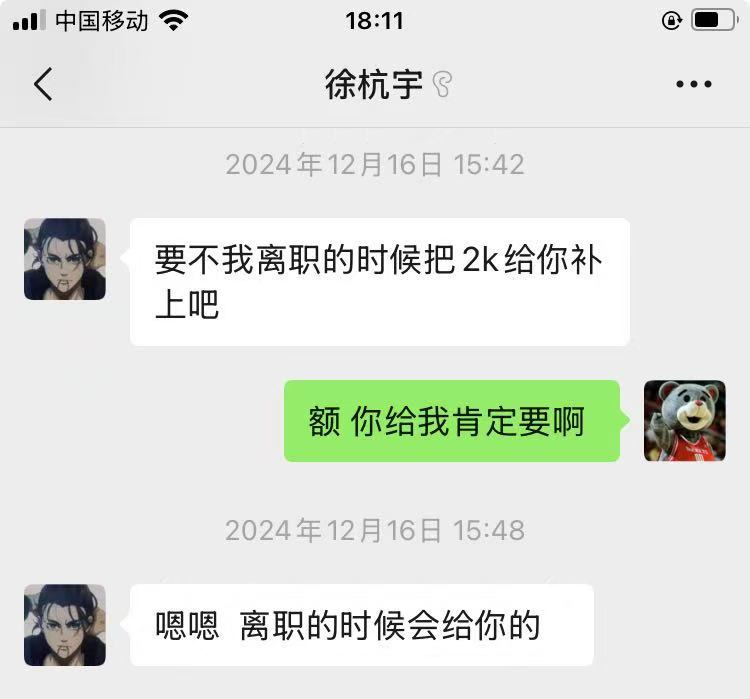 中国移动 18:11
徐杭宇
2024年12月16日 15:42
要不我离职的时候把2k给你补
上吧
额 你给我肯定要啊
2024年12月16日 15:48
嗯嗯 离职的时候会给你的